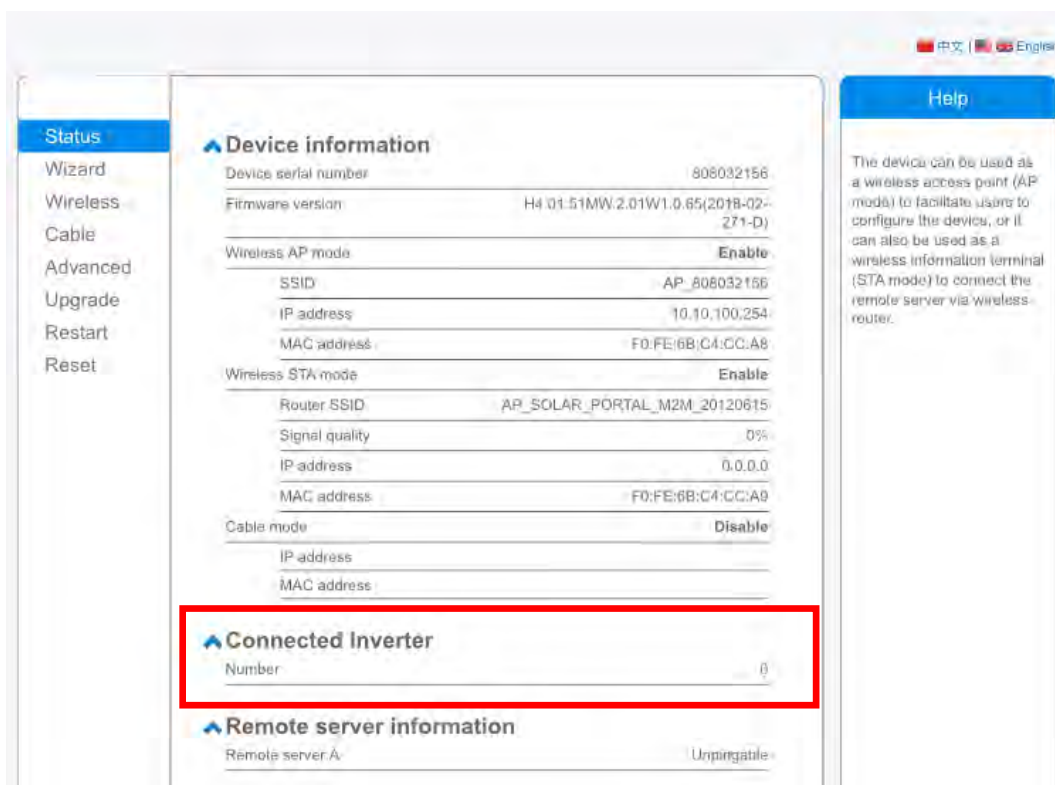 中文 | English
Help
Status
Wizard
Wireless
Cable
Advanced
Upgrade
Restart
Reset
Device information
Device serial number 808032156
Firmware version H4.01.51MW.2.01W1.0.65(2018-02-
271-D)
Wireless AP mode Enable
SSID AP_808032156
IP address 10.10.100.254
MAC address F0:FE:6B:C4:CC:A8
Wireless STA mode Enable
Router SSID AP_SOLAR_PORTAL_M2M_20120615
Signal quality 0%
IP address 0.0.0.0
MAC address F0:FE:6B:C4:CC:A9
Cable mode Disable
IP address
MAC address
Connected Inverter
Number 0
Remote server information
Remote server A Unpingable
The device can be used as
a wireless access point (AP
mode) to facilitate users to
configure the device, or it
can also be used as a
wireless information terminal
(STA mode) to connect the
remote server via wireless
router.